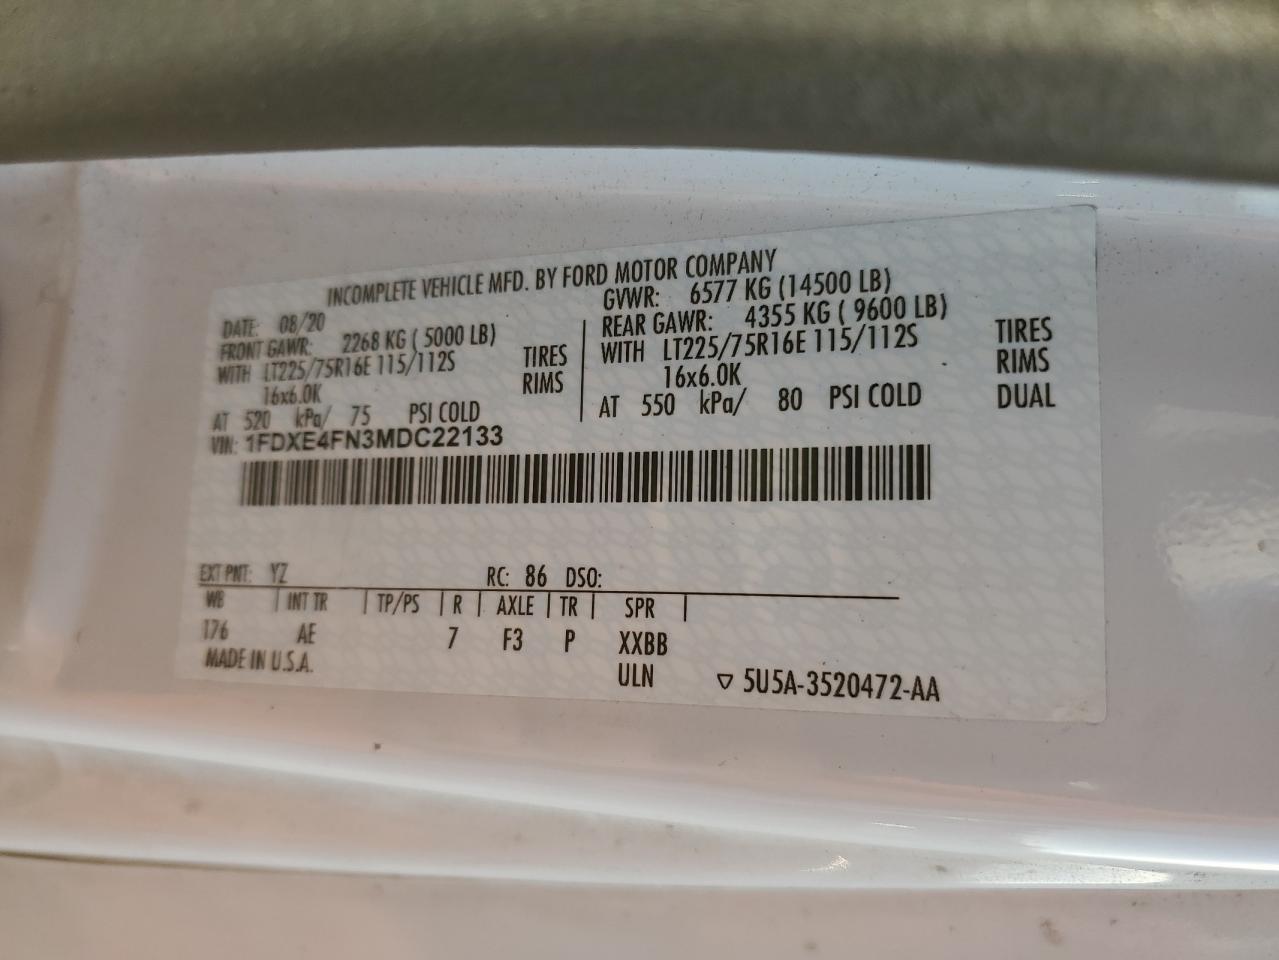 INCOMPLETE VEHICLE MFD. BY FORD MOTOR COMPANY
DATE: 08/20
GVWR: 6577 KG (14500 LB)
FRONT GAWR: 2268 KG ( 5000 LB)
WITH LT225/75R16E 115/112S TIRES
16x6.0K RIMS
AT 520 kPa/ 75 PSI COLD
REAR GAWR: 4355 KG ( 9600 LB)
WITH LT225/75R16E 115/112S TIRES
16x6.0K RIMS
AT 550 kPa/ 80 PSI COLD DUAL
VIN: 1FDXE4FN3MDC22133
EXT PNT: YZ RC: 86 DSO:
WB | INT TR | TP/PS | R | AXLE | TR | SPR |
176 AE 7 F3 P XXBB
MADE IN U.S.A. ULN ▽ 5U5A-3520472-AA